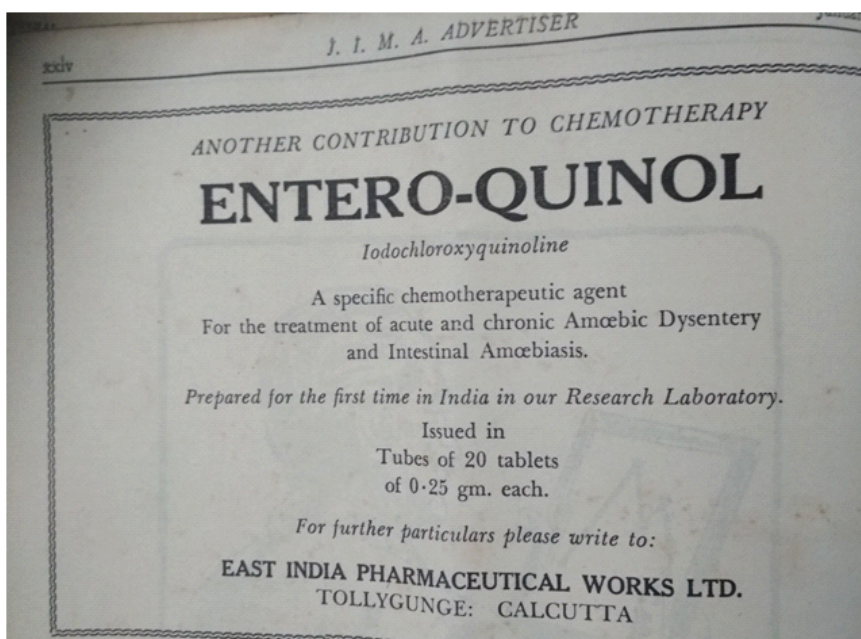 xxiv
J. I. M. A. ADVERTISER
ANOTHER CONTRIBUTION TO CHEMOTHERAPY
ENTERO-QUINOL
Iodochloroxyquinoline
A specific chemotherapeutic agent
For the treatment of acute and chronic Amœbic Dysentery
and Intestinal Amœbiasis.
Prepared for the first time in India in our Research Laboratory.
Issued in
Tubes of 20 tablets
of 0·25 gm. each.
For further particulars please write to:
EAST INDIA PHARMACEUTICAL WORKS LTD.
TOLLYGUNGE: CALCUTTA